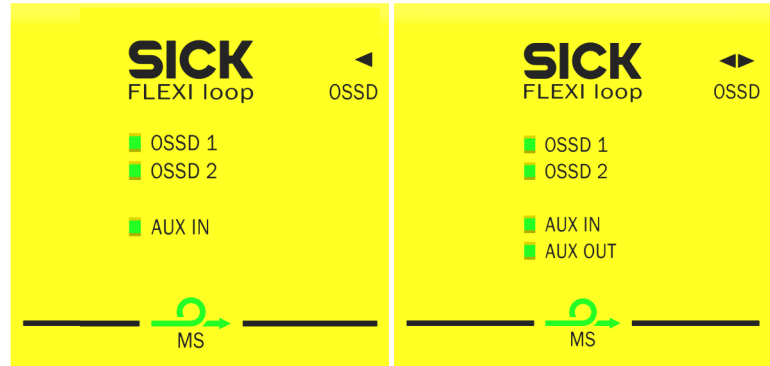 SICK
FLEXI loop
OSSD
OSSD 1
OSSD 2
AUX IN
MS
SICK
FLEXI loop
OSSD
OSSD 1
OSSD 2
AUX IN
AUX OUT
MS